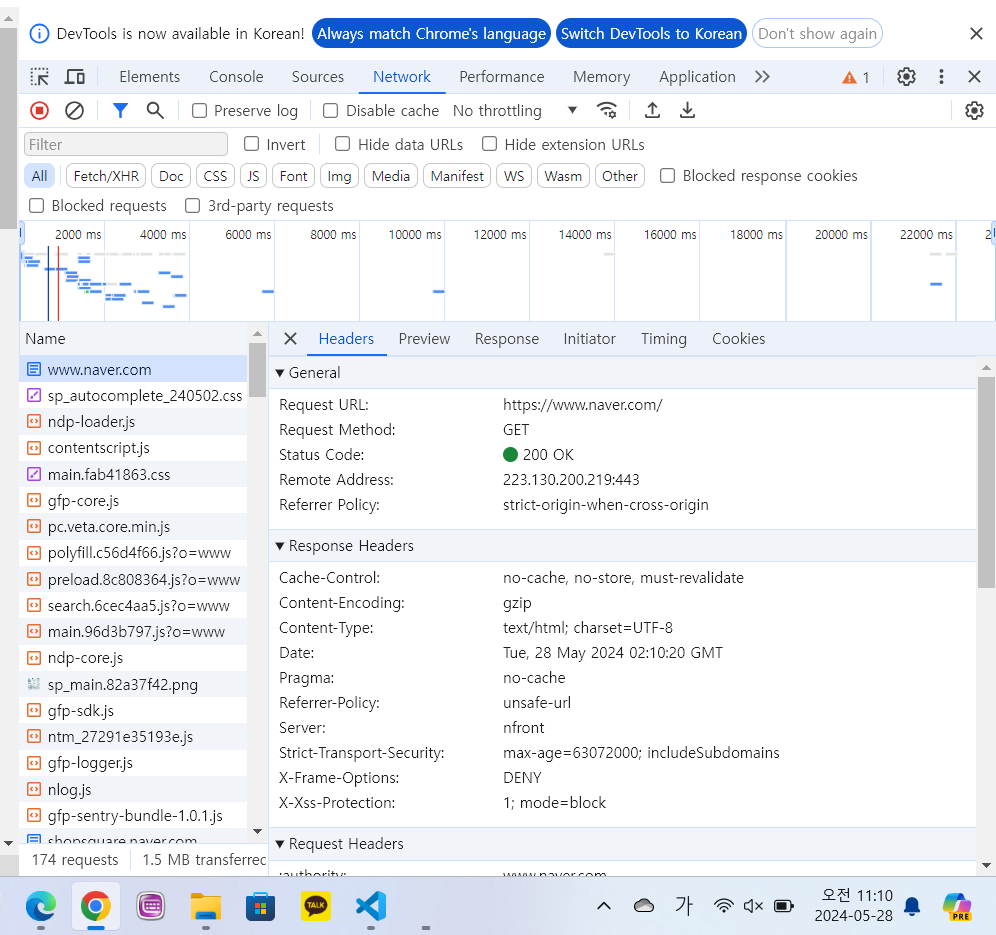 DevTools is now available in Korean! Always match Chrome's language Switch DevTools to Korean Don't show again
Elements Console Sources Network Performance Memory Application 1
Preserve log Disable cache No throttling
Filter Invert Hide data URLs Hide extension URLs
All Fetch/XHR Doc CSS JS Font Img Media Manifest WS Wasm Other Blocked response cookies
Blocked requests 3rd-party requests
2000 ms 4000 ms 6000 ms 8000 ms 10000 ms 12000 ms 14000 ms 16000 ms 18000 ms 20000 ms 22000 ms 2
Name
www.naver.com
sp_autocomplete_240502.css
ndp-loader.js
contentscript.js
main.fab41863.css
gfp-core.js
pc.veta.core.min.js
polyfill.c56d4f66.js?o=www
preload.8c808364.js?o=www
search.6cec4aa5.js?o=www
main.96d3b797.js?o=www
ndp-core.js
sp_main.82a37f42.png
gfp-sdk.js
ntm_27291e35193e.js
gfp-logger.js
nlog.js
gfp-sentry-bundle-1.0.1.js
shopsquare.naver.com
174 requests 1.5 MB transferrec
Headers Preview Response Initiator Timing Cookies
General
Request URL: https://www.naver.com/
Request Method: GET
Status Code: 200 OK
Remote Address: 223.130.200.219:443
Referrer Policy: strict-origin-when-cross-origin
Response Headers
Cache-Control: no-cache, no-store, must-revalidate
Content-Encoding: gzip
Content-Type: text/html; charset=UTF-8
Date: Tue, 28 May 2024 02:10:20 GMT
Pragma: no-cache
Referrer-Policy: unsafe-url
Server: nfront
Strict-Transport-Security: max-age=63072000; includeSubdomains
X-Frame-Options: DENY
X-Xss-Protection: 1; mode=block
Request Headers
:authority: www.naver.com
TALK 가 오전 11:10
2024-05-28 PRE